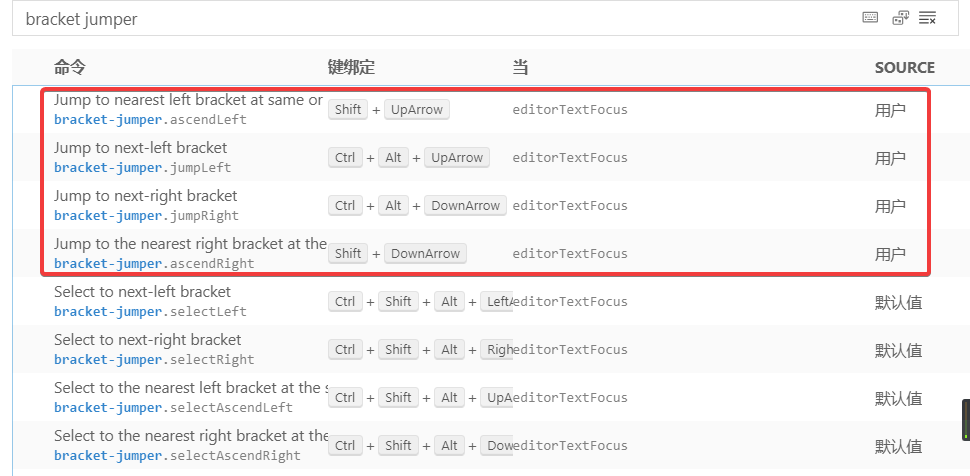 bracket jumper
命令 键绑定 当 SOURCE
Jump to nearest left bracket at same or
bracket-jumper.ascendLeft
Shift + UpArrow editorTextFocus 用户
Jump to next-left bracket
bracket-jumper.jumpLeft
Ctrl + Alt + UpArrow editorTextFocus 用户
Jump to next-right bracket
bracket-jumper.jumpRight
Ctrl + Alt + DownArrow editorTextFocus 用户
Jump to the nearest right bracket at the
bracket-jumper.ascendRight
Shift + DownArrow editorTextFocus 用户
Select to next-left bracket
bracket-jumper.selectLeft
Ctrl + Shift + Alt + Left editorTextFocus 默认值
Select to next-right bracket
bracket-jumper.selectRight
Ctrl + Shift + Alt + Righ editorTextFocus 默认值
Select to the nearest left bracket at the s
bracket-jumper.selectAscendLeft
Ctrl + Shift + Alt + UpA editorTextFocus 默认值
Select to the nearest right bracket at the
bracket-jumper.selectAscendRight
Ctrl + Shift + Alt + Dow editorTextFocus 默认值